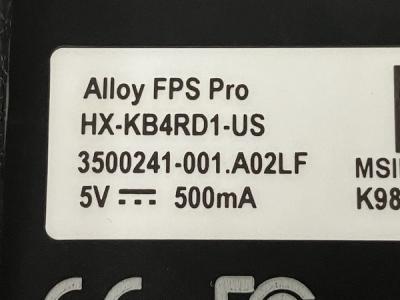 Alloy FPS Pro
HX-KB4RD1-US
3500241-001.A02LF
5V ⎓ 500mA
MSI
K98